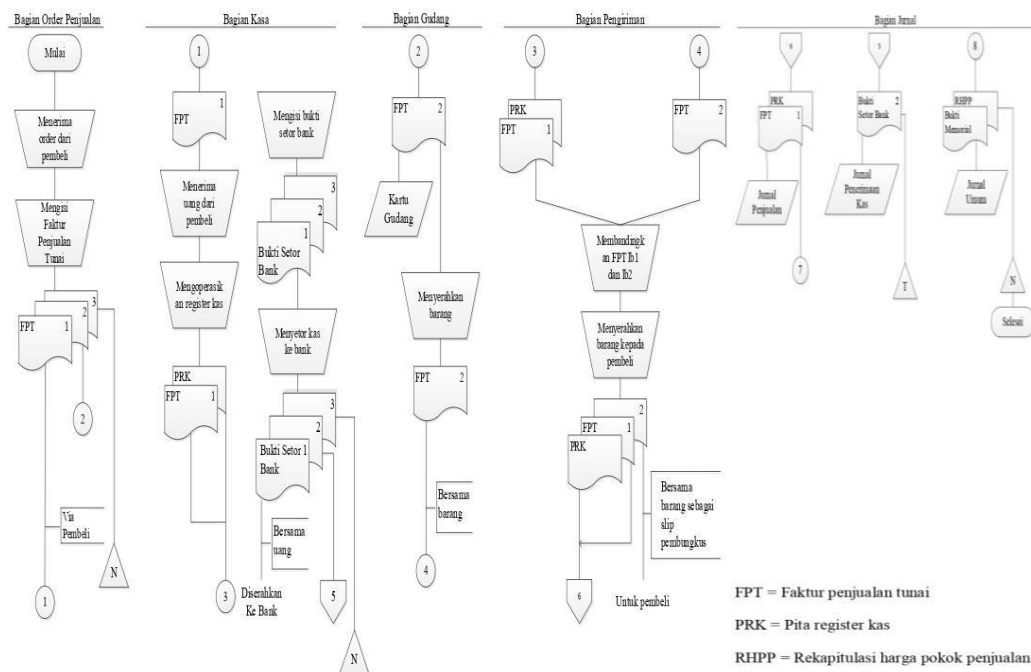 Bagian Order Penjualan
Mulai
Menerima
order dari
pembeli
Mengisi
Faktur
Penjualan
Tunai
3
2
FPT 1
2
Via
Pembeli
N
1
Bagian Kasa
1
1
FPT
Menerima
uang dari
pembeli
Mengoperasik
an register kas
PRK
FPT 1
3
Mengisi bukti
setor bank
3
2
1
Bukti Setor
Bank
Menyetor kas
ke bank
3
2
Bukti Setor 1
Bank
Bersama
uang
Diserahkan
Ke Bank
5
N
Bagian Gudang
2
FPT 2
Kartu
Gudang
Menyerahkan
barang
FPT 2
Bersama
barang
4
Bagian Pengiriman
3
4
PRK
FPT 1
FPT 2
Membandingk
an FPT lb1
dan lb2
Menyerahkan
barang kepada
pembeli
2
FPT 1
PRK
Bersama
barang sebagai
slip
pembungkus
6
Untuk pembeli
Bagian Jurnal
6
5
8
PRK
FPT 1
Jurnal
Penjualan
7
Bukti 2
Setor Bank
Jurnal
Penerimaan
Kas
T
RHPP
Bukti
Memorial
Jurnal
Umum
N
Selesai
FPT = Faktur penjualan tunai
PRK = Pita register kas
RHPP = Rekapitulasi harga pokok penjualan